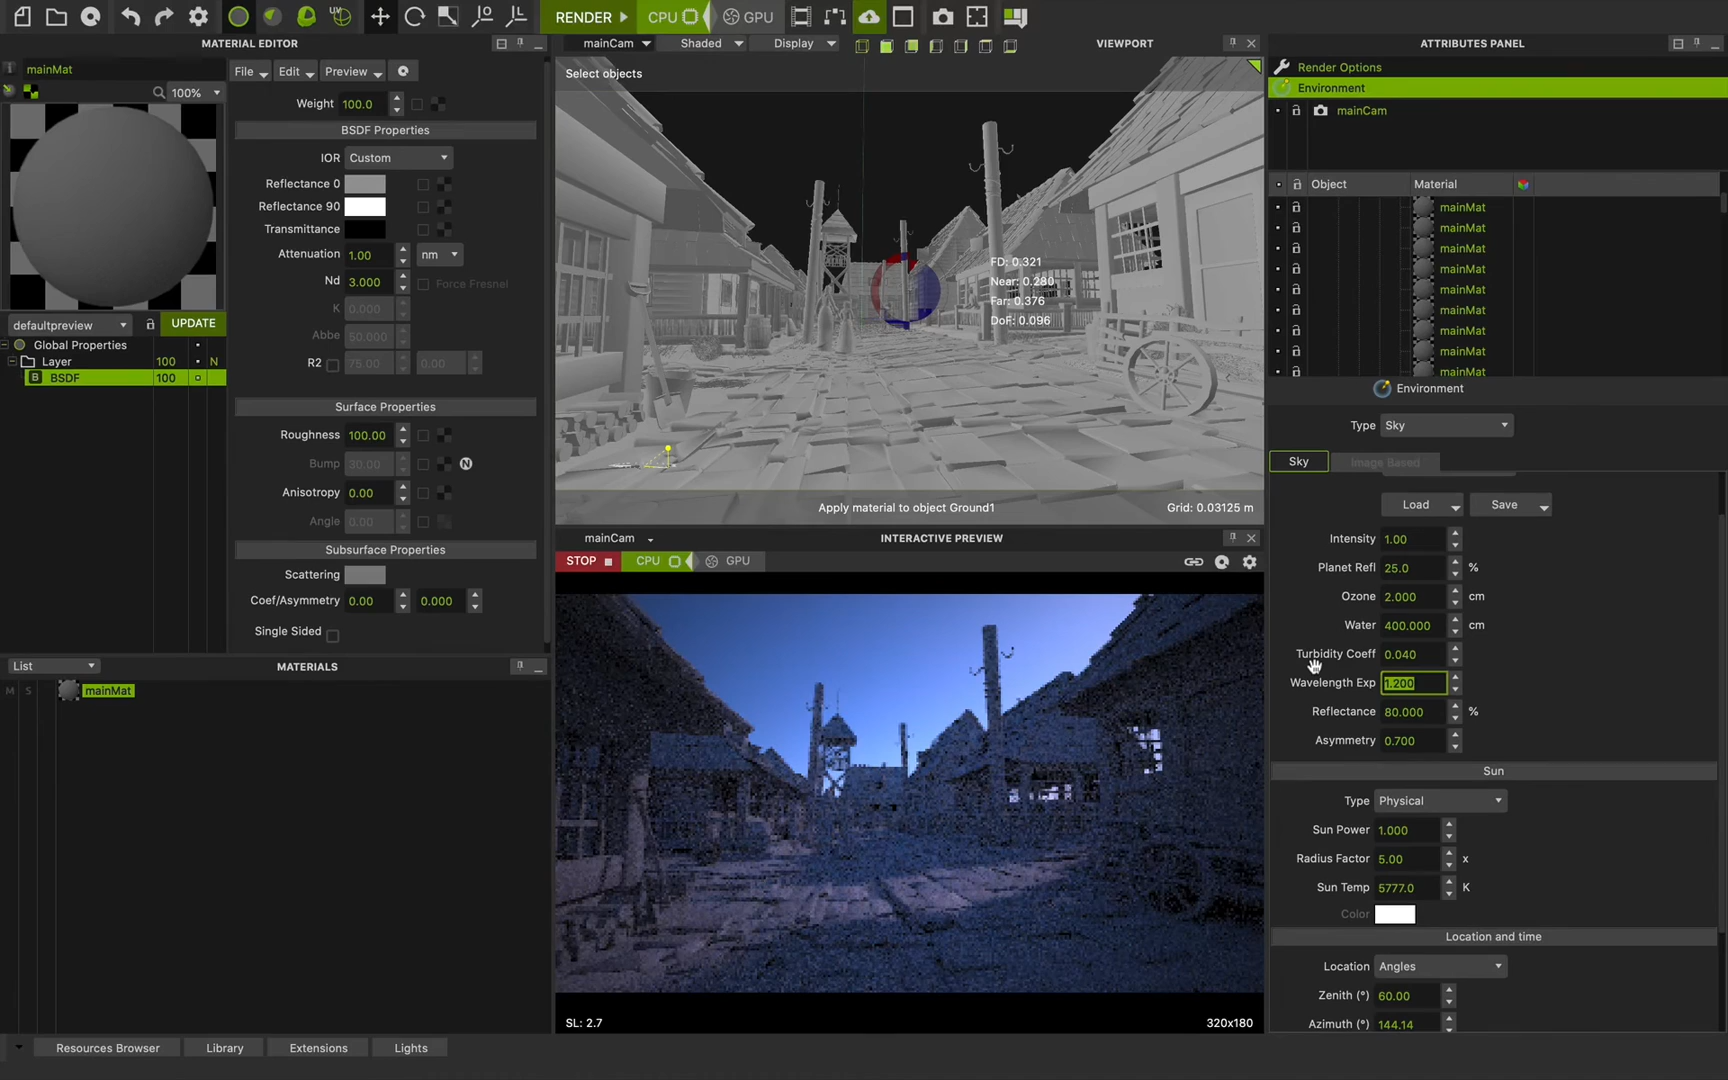 RENDER
CPU
GPU
MATERIAL EDITOR
mainMat
100%
defaultpreview
UPDATE
Global Properties
Layer 100 N
B BSDF 100
File Edit Preview
Weight 100.0
BSDF Properties
IOR Custom
Reflectance 0
Reflectance 90
Transmittance
Attenuation 1.00 nm
Nd 3.000 Force Fresnel
K 0.000
Abbe 50.000
R2 75.00 0.00
Surface Properties
Roughness 100.00
Bump 30.00 N
Anisotropy 0.00
Angle 0.00
Subsurface Properties
Scattering
Coef/Asymmetry 0.00 0.000
Single Sided
List MATERIALS
M S mainMat
mainCam Shaded Display VIEWPORT
Select objects
FD: 0.321
Near: 0.280
Far: 0.376
DoF: 0.096
Apply material to object Ground1 Grid: 0.03125 m
mainCam INTERACTIVE PREVIEW
STOP CPU GPU
SL: 2.7 320x180
ATTRIBUTES PANEL
Render Options
Environment
mainCam
Object Material
mainMat
mainMat
mainMat
mainMat
mainMat
mainMat
mainMat
mainMat
mainMat
Environment
Type Sky
Sky Image Based
Load Save
Intensity 1.00
Planet Refl 25.0 %
Ozone 2.000 cm
Water 400.000 cm
Turbidity Coeff 0.040
Wavelength Exp 1.200
Reflectance 80.000 %
Asymmetry 0.700
Sun
Type Physical
Sun Power 1.000
Radius Factor 5.00 x
Sun Temp 5777.0 K
Color
Location and time
Location Angles
Zenith (°) 60.00
Azimuth (°) 144.14
Resources Browser Library Extensions Lights